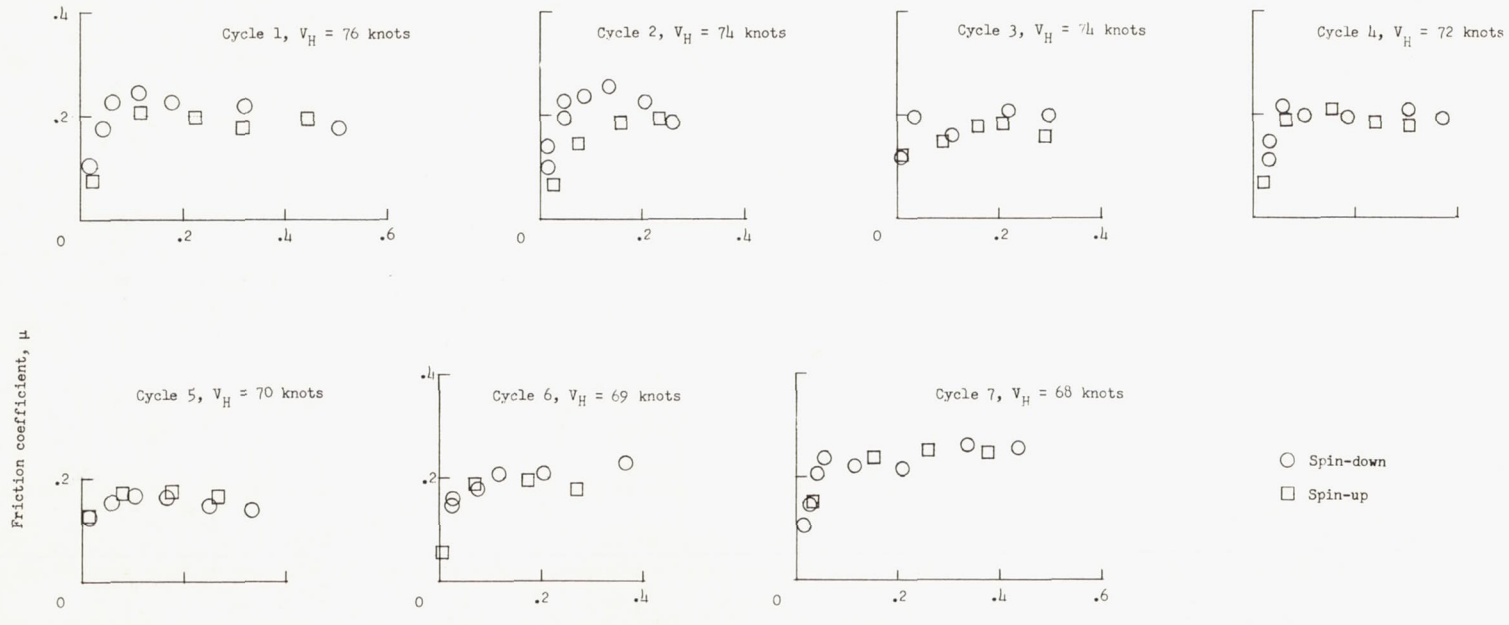 .4
Cycle 1, V_H = 76 knots
Cycle 2, V_H = 74 knots
Cycle 3, V_H = 74 knots
Cycle 4, V_H = 72 knots
.2
0 .2 .4 .6
0 .2 .4
0 .2 .4
Friction coefficient, μ
.4
Cycle 5, V_H = 70 knots
Cycle 6, V_H = 69 knots
Cycle 7, V_H = 68 knots
.2
.2
Spin-down
Spin-up
0
0 .2 .4
0 .2 .4 .6